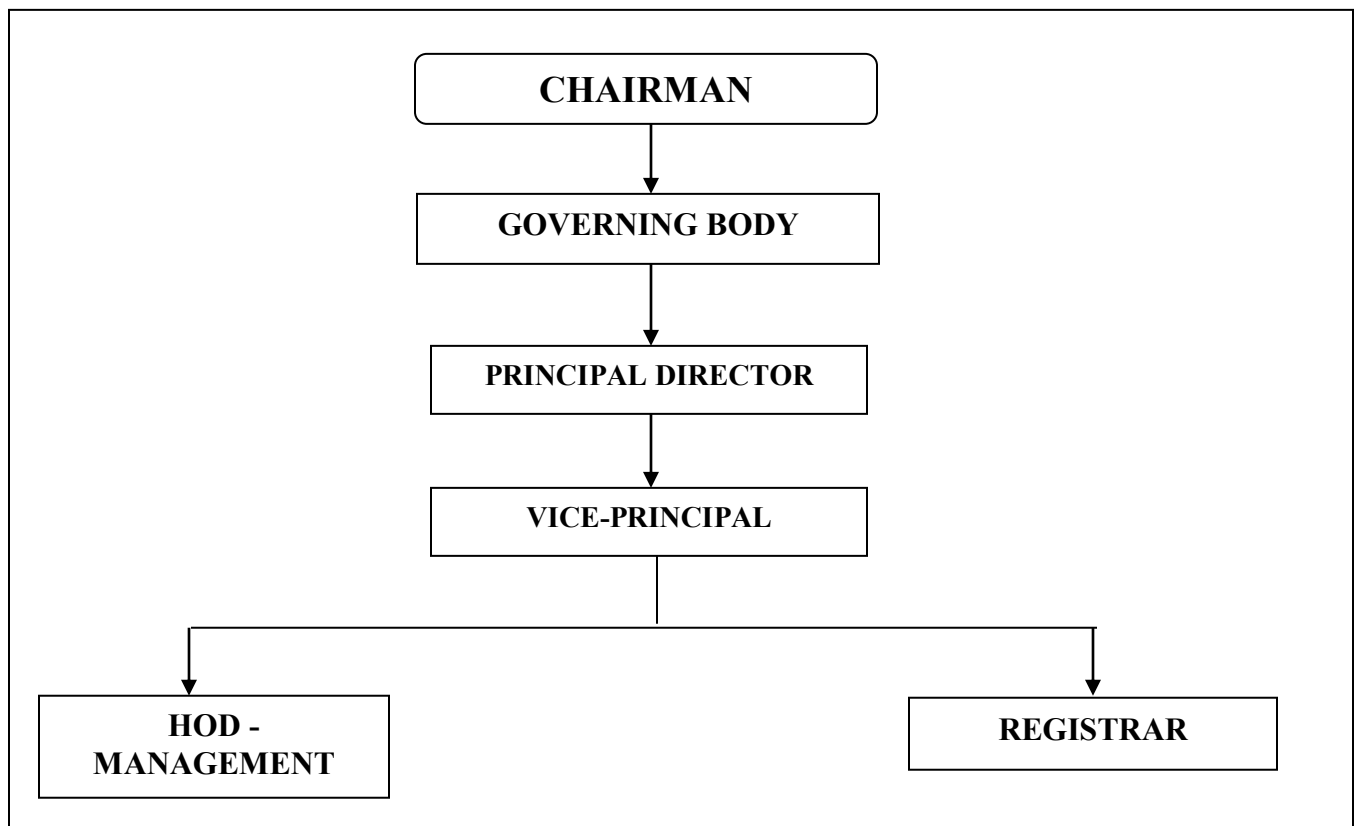 CHAIRMAN
GOVERNING BODY
PRINCIPAL DIRECTOR
VICE-PRINCIPAL
HOD -
MANAGEMENT
REGISTRAR